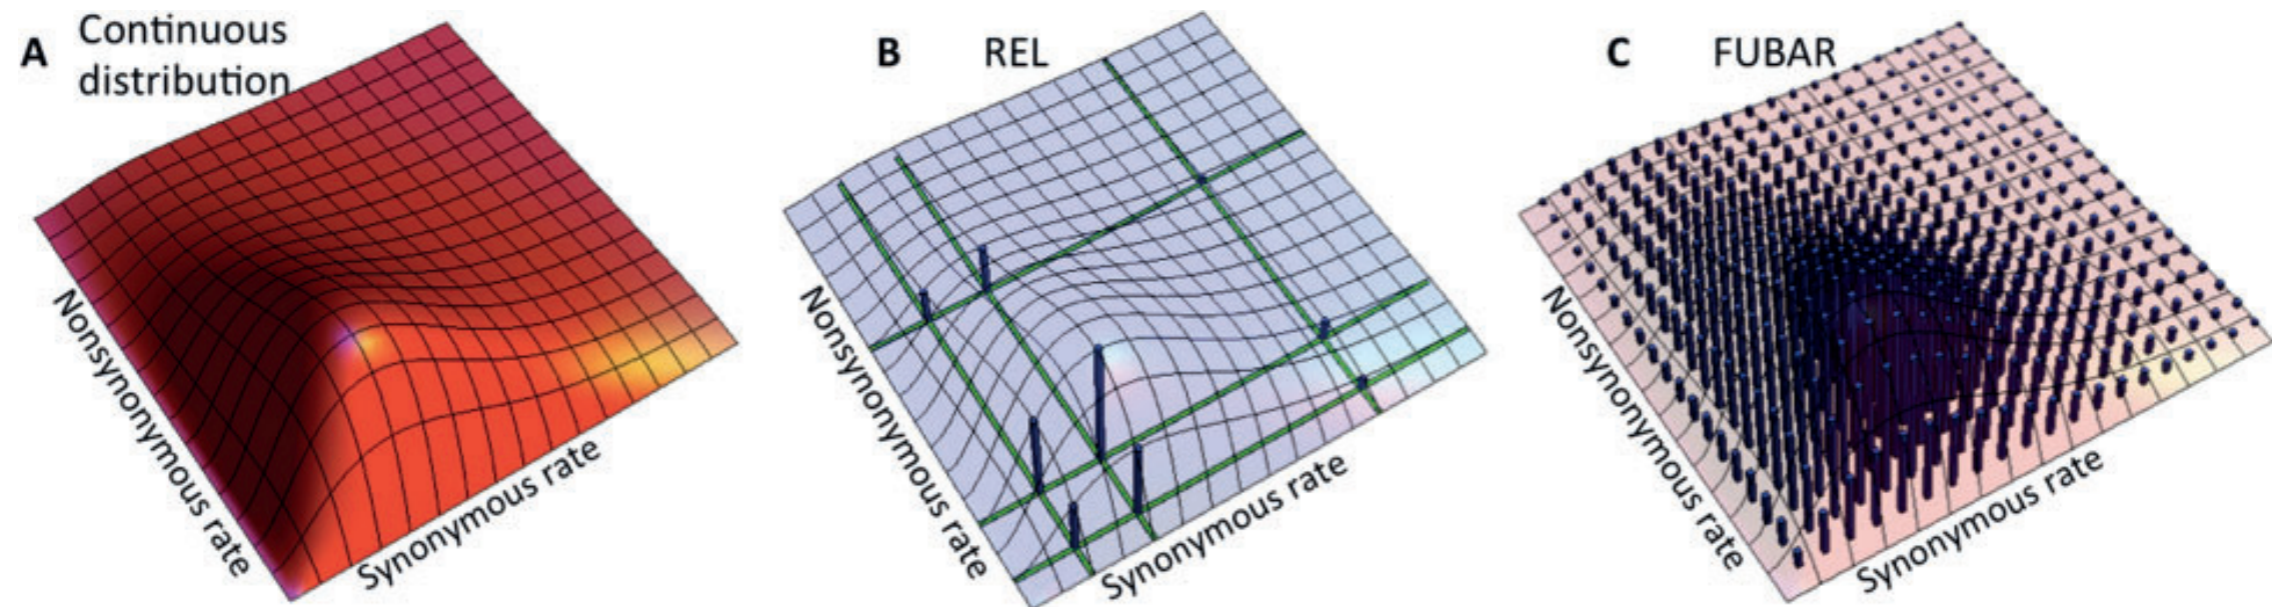 A Continuous
distribution
Nonsynonymous rate
Synonymous rate
B REL
Nonsynonymous rate
Synonymous rate
C FUBAR
Nonsynonymous rate
Synonymous rate